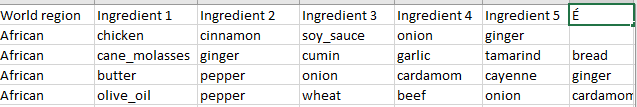 World region Ingredient 1 Ingredient 2 Ingredient 3 Ingredient 4 Ingredient 5 É
African chicken cinnamon soy_sauce onion ginger
African cane_molasses ginger cumin garlic tamarind bread
African butter pepper onion cardamom cayenne ginger
African olive_oil pepper wheat beef onion cardamom